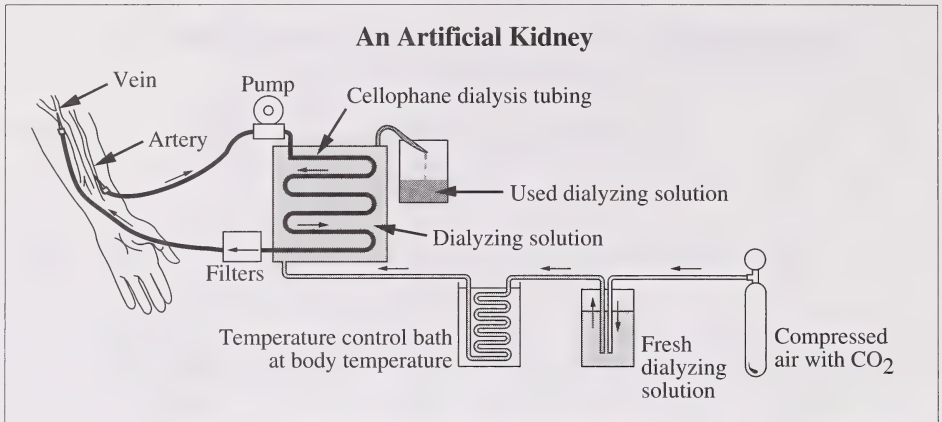 An Artificial Kidney
Vein
Pump
Cellophane dialysis tubing
Artery
Used dialyzing solution
Dialyzing solution
Filters
Temperature control bath
at body temperature
Fresh
dialyzing
solution
Compressed
air with CO2